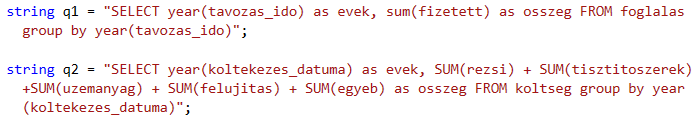 string q1 = "SELECT year(tavozas_ido) as evek, sum(fizetett) as osszeg FROM foglalas
group by year(tavozas_ido)";
string q2 = "SELECT year(koltekezes_datuma) as evek, SUM(rezsi) + SUM(tisztitoszerek)
+SUM(uzemanyag) + SUM(felujitas) + SUM(egyeb) as osszeg FROM koltseg group by year
(koltekezes_datuma)";